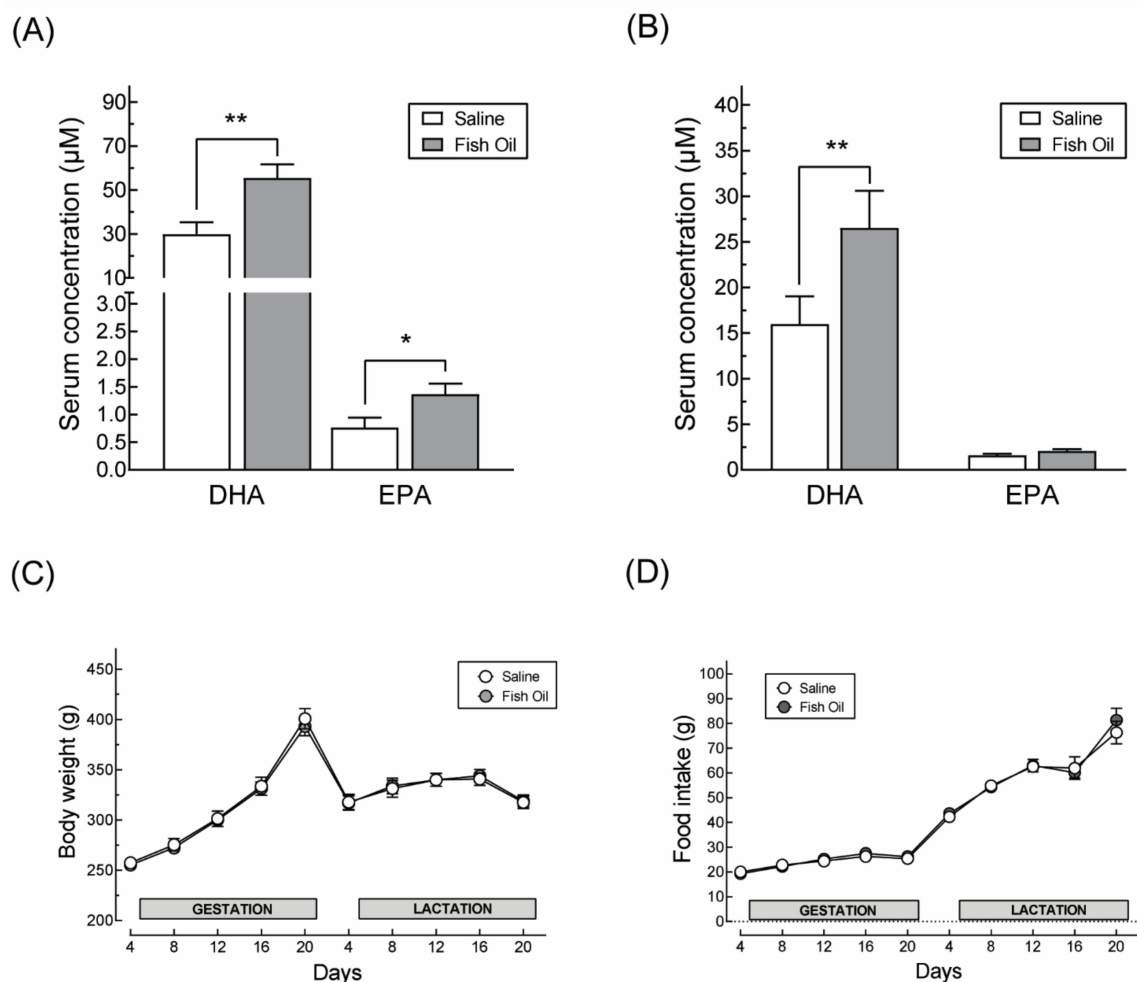 (A)
Serum concentration (µM)
90
70
50
30
10
3.0
2.5
2.0
1.5
1.0
0.5
0.0
**
*
Saline
Fish Oil
DHA
EPA
(B)
Serum concentration (µM)
40
35
30
25
20
15
10
5
0
**
Saline
Fish Oil
DHA
EPA
(C)
Body weight (g)
450
400
350
300
250
200
Saline
Fish Oil
GESTATION
LACTATION
4 8 12 16 20 4 8 12 16 20
Days
(D)
Food intake (g)
100
90
80
70
60
50
40
30
20
10
0
Saline
Fish Oil
GESTATION
LACTATION
4 8 12 16 20 4 8 12 16 20
Days